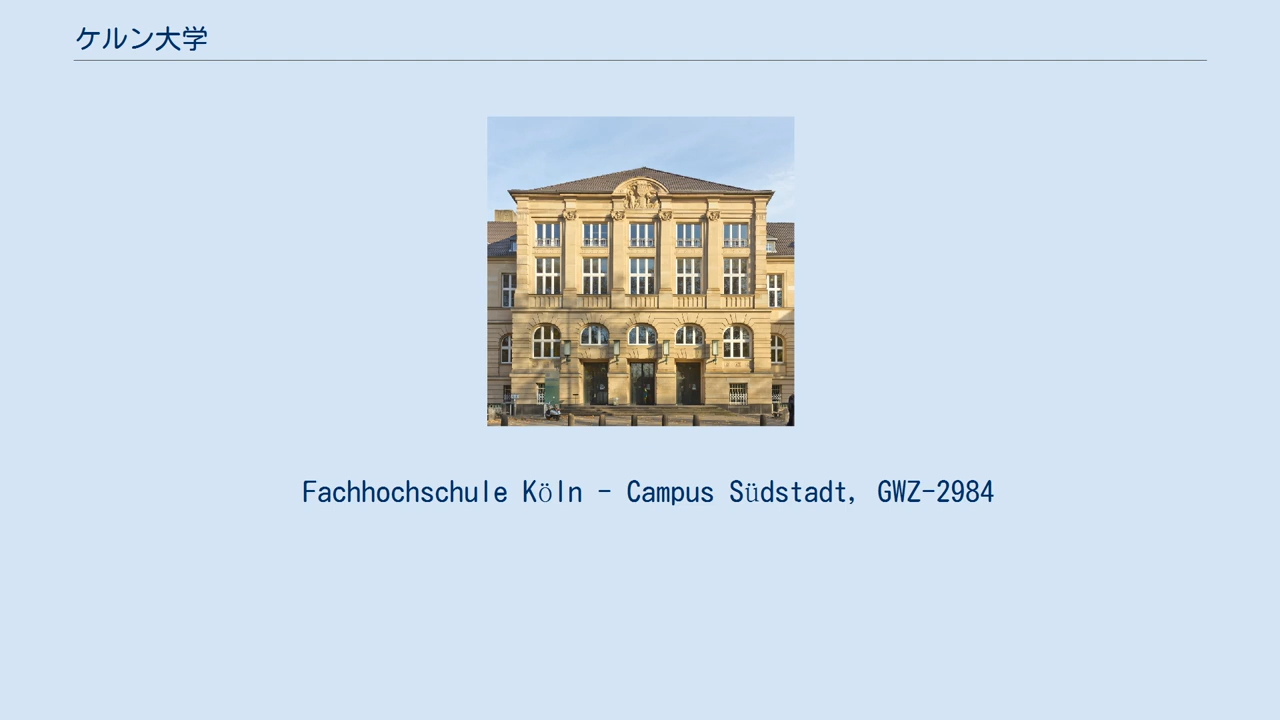 ケルン大学
Fachhochschule Köln - Campus Südstadt, GWZ-2984